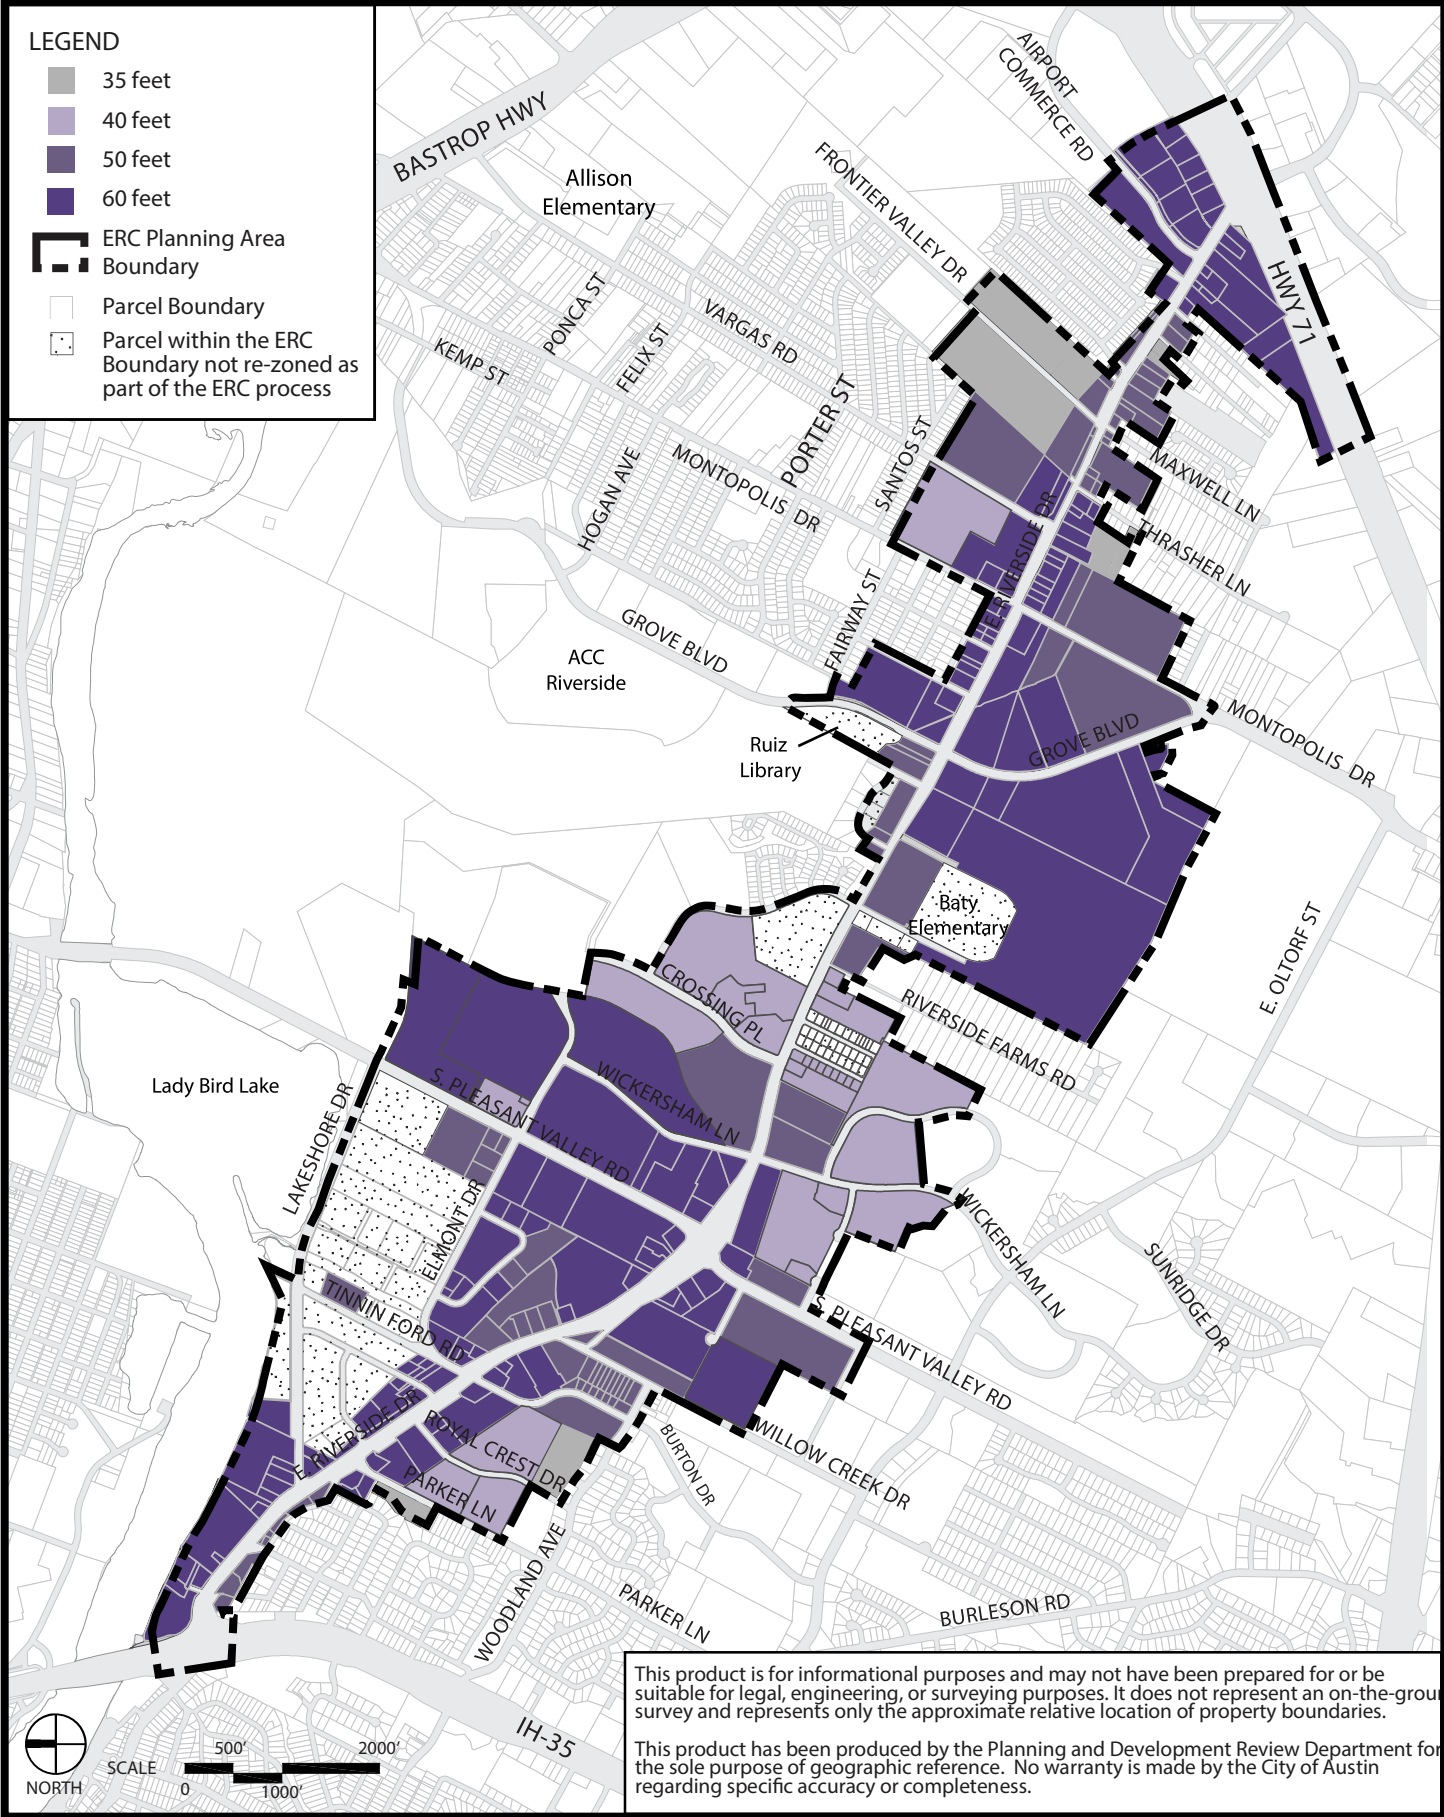 LEGEND
35 feet
40 feet
50 feet
60 feet
ERC Planning Area
Boundary
Parcel Boundary
Parcel within the ERC
Boundary not re-zoned as
part of the ERC process
AIRPORT
COMMERCE RD
BASTROP HWY
Allison
Elementary
FRONTIER VALLEY DR
HWY 71
PONCA ST
VARGAS RD
FELIX ST
KEMP ST
PORTER ST
SANTOS ST
HOGAN AVE
MONTOPOLIS DR
MAXWELL LN
THRASHER LN
E. RIVERSIDE DR
FAIRWAY ST
GROVE BLVD
ACC
Riverside
MONTOPOLIS DR
GROVE BLVD
Ruiz
Library
Baty
Elementary
E. OLTORF ST
CROSSING PL
RIVERSIDE FARMS RD
Lady Bird Lake
S. PLEASANT VALLEY RD
WICKERSHAM LN
LAKESHORE DR
ELMONT DR
WICKERSHAM LN
SUNRIDGE DR
TINNIN FORD RD
S. PLEASANT VALLEY RD
E. RIVERSIDE DR
ROYAL CREST DR
PARKER LN
BURTON DR
WILLOW CREEK DR
WOODLAND AVE
PARKER LN
BURLESON RD
IH-35
NORTH
SCALE
500'
2000'
0
1000'
This product is for informational purposes and may not have been prepared for or be
suitable for legal, engineering, or surveying purposes. It does not represent an on-the-groun
survey and represents only the approximate relative location of property boundaries.
This product has been produced by the Planning and Development Review Department for
the sole purpose of geographic reference. No warranty is made by the City of Austin
regarding specific accuracy or completeness.